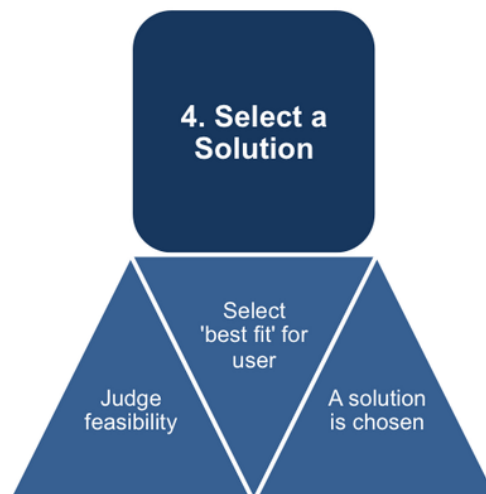 4. Select a
Solution
Select
'best fit' for
user
Judge
feasibility
A solution
is chosen